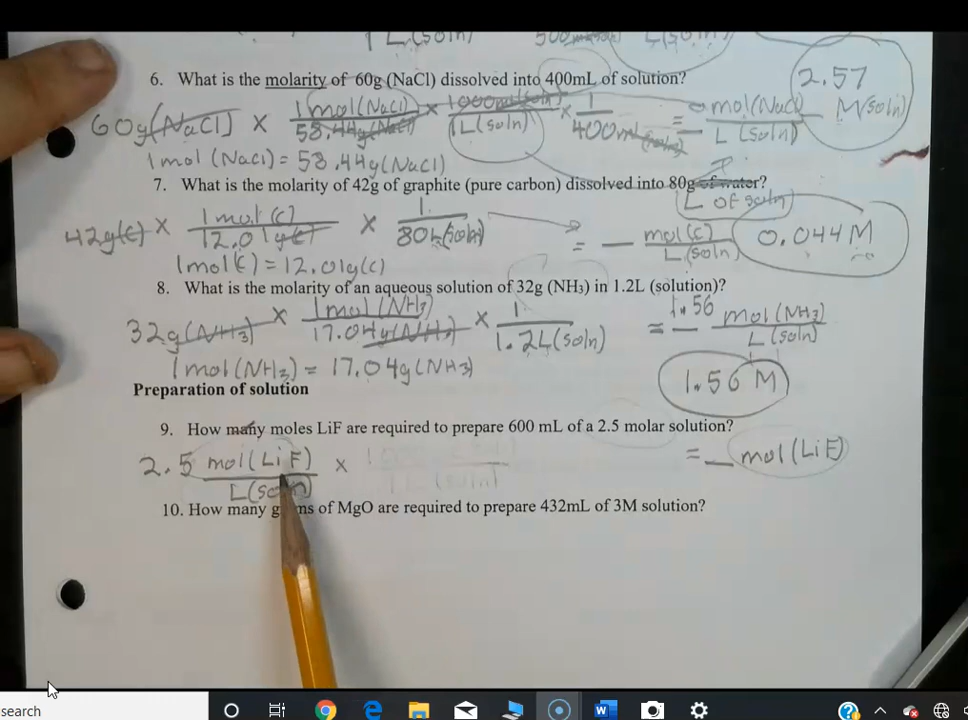 1 L(soln) 500 L(soln)
6. What is the molarity of 60g (NaCl) dissolved into 400mL of solution?
2.57
M(soln)
60g(NaCl) × 1mol(NaCl) × 1000ml(soln) × 1 = mol(NaCl)
58.44g(NaCl) 1L(soln) 400ml(soln) L(soln)
1mol(NaCl) = 58.44g(NaCl)
7. What is the molarity of 42g of graphite (pure carbon) dissolved into 80g of water?
L of soln
42g(C) × 1mol(C) × 1 = mol(C) 0.044M
12.01g(C) 80L(soln) L(soln)
1mol(C) = 12.01g(C)
8. What is the molarity of an aqueous solution of 32g (NH3) in 1.2L (solution)?
32g(NH3) × 1mol(NH3) × 1 = 1.56 mol(NH3)
17.04g(NH3) 1.2L(soln) L(soln)
1mol(NH3) = 17.04g(NH3) 1.56 M
Preparation of solution
9. How many moles LiF are required to prepare 600 mL of a 2.5 molar solution?
2.5 mol(LiF) × = mol(LiF)
L(soln)
10. How many of MgO are required to prepare 432mL of 3M solution?
search